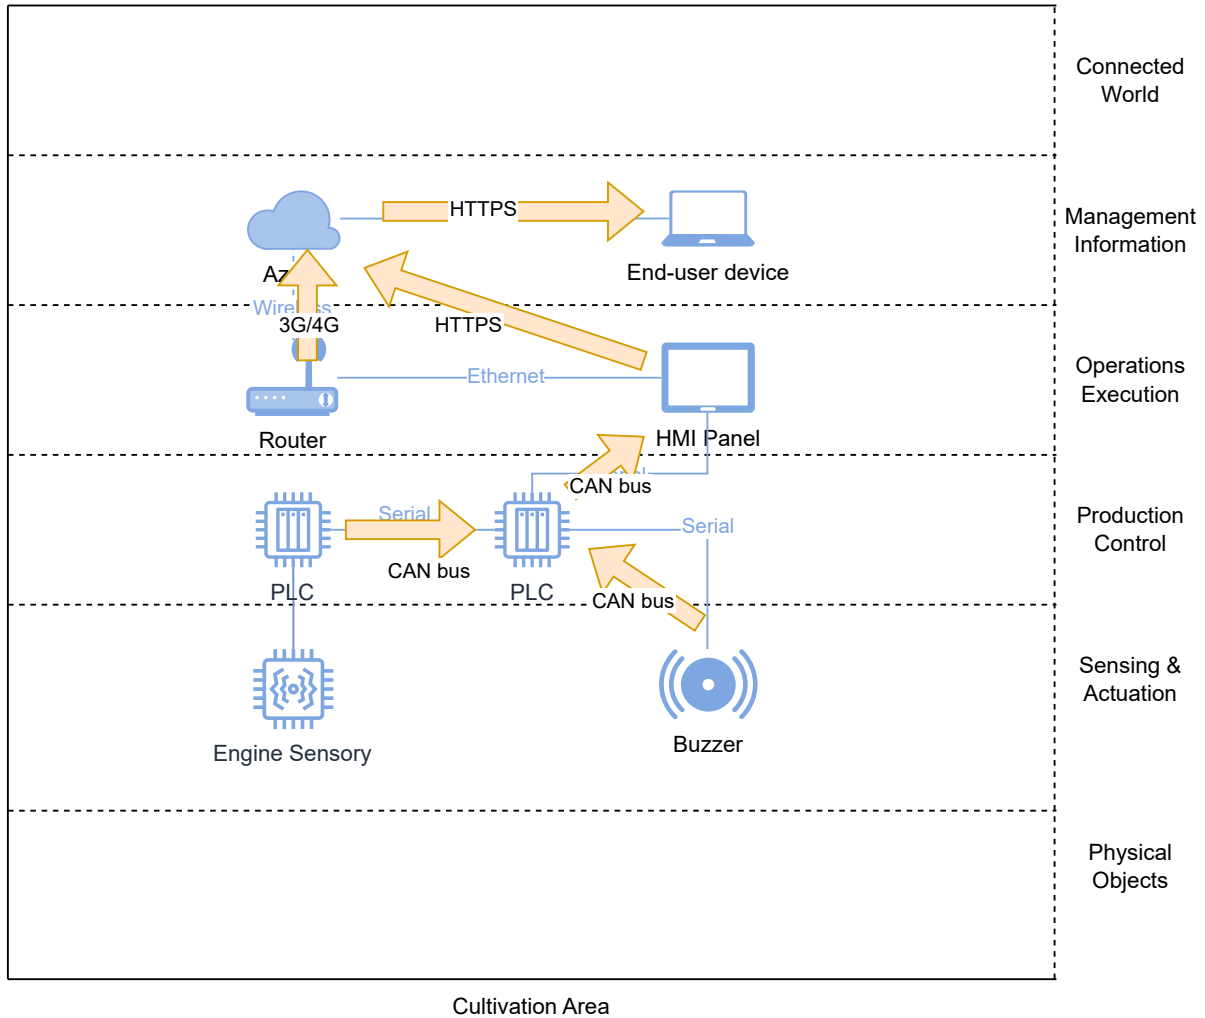 Connected
World
HTTPS
Management
Information
Az
End-user device
Wireless
3G/4G
HTTPS
Ethernet
Operations
Execution
Router
HMI Panel
CAN bus
Serial
Serial
Production
Control
CAN bus
PLC
PLC
CAN bus
Sensing &
Actuation
Engine Sensory
Buzzer
Physical
Objects
Cultivation Area